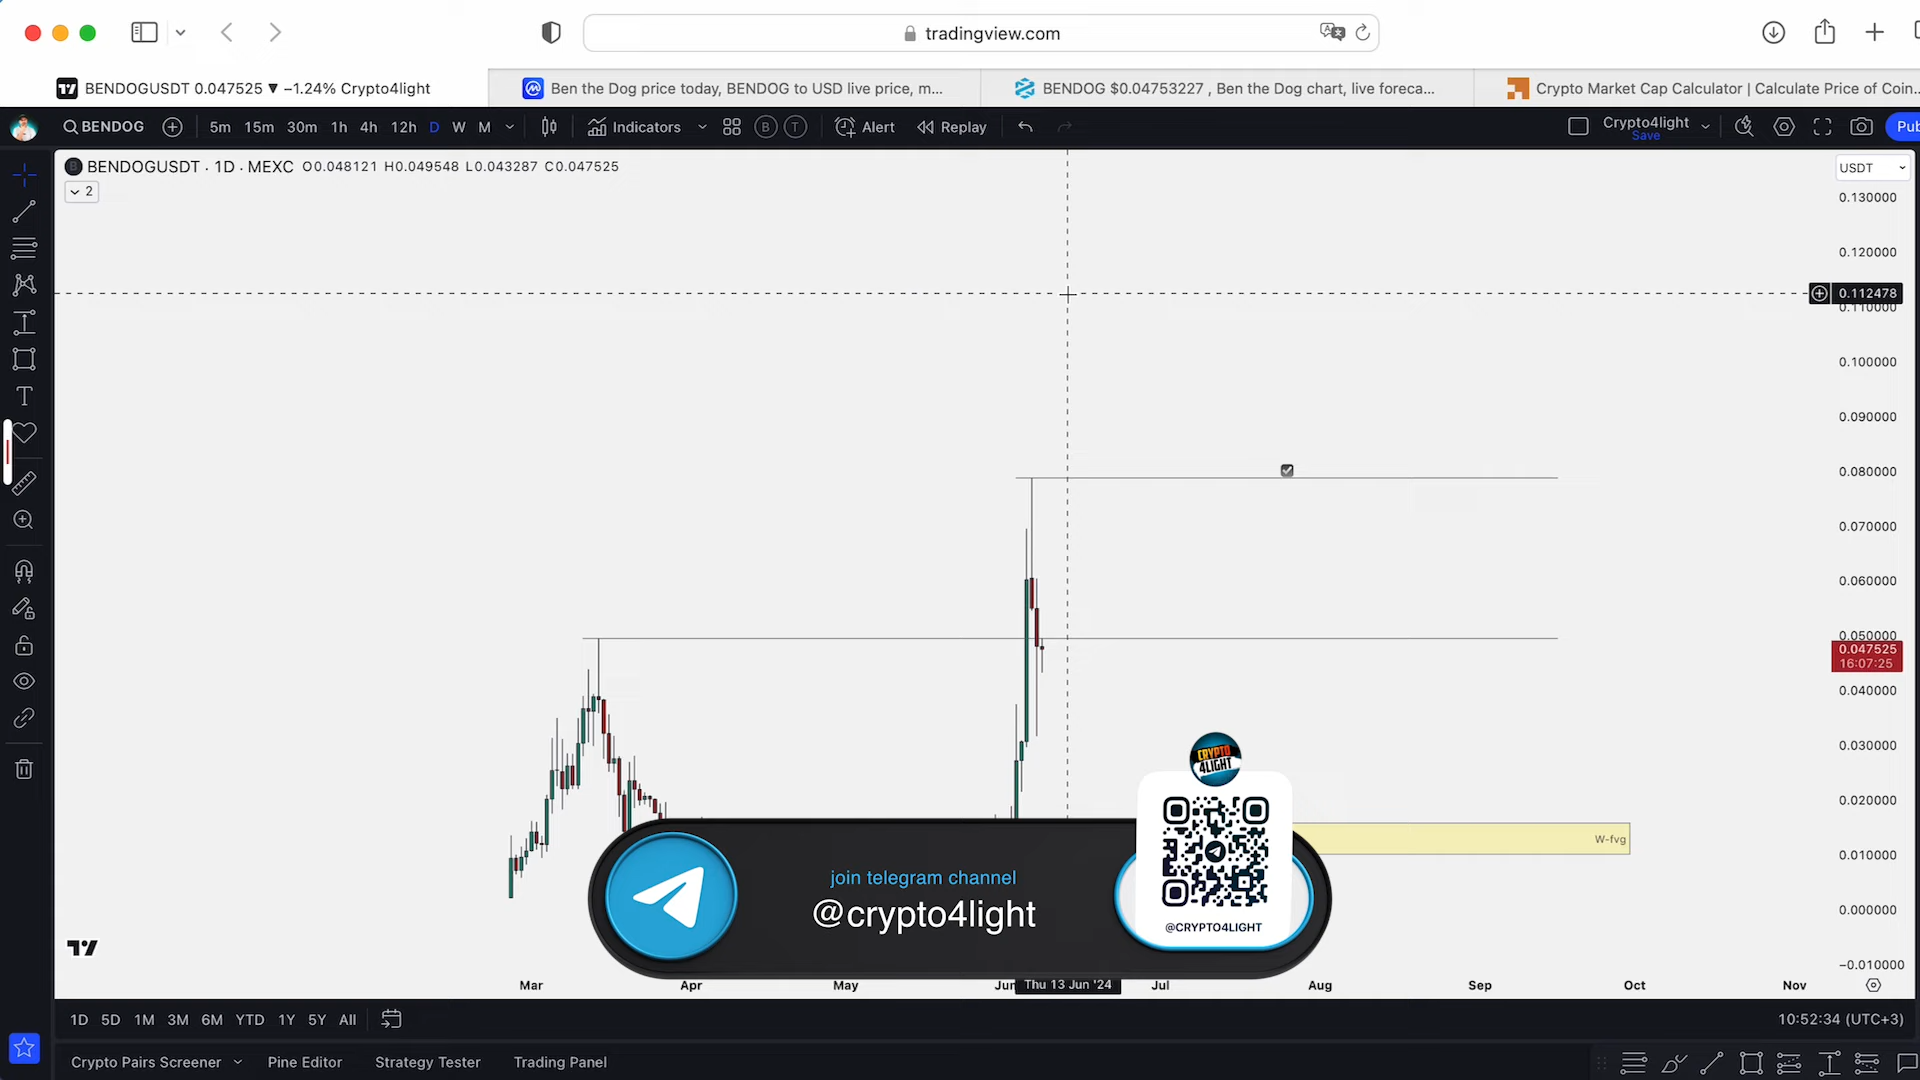 tradingview.com
BENDOGUSDT 0.047525 ▼ −1.24% Crypto4light
Ben the Dog price today, BENDOG to USD live price, m...
BENDOG $0.04753227 , Ben the Dog chart, live foreca...
Crypto Market Cap Calculator | Calculate Price of Coin...
BENDOG
5m 15m 30m 1h 4h 12h D W M
Indicators
B
T
Alert
Replay
Crypto4light
Save
Pub
BENDOGUSDT · 1D · MEXC O0.048121 H0.049548 L0.043287 C0.047525
2
USDT
0.130000
0.120000
0.112478
0.110000
0.100000
0.090000
0.080000
0.070000
0.060000
0.050000
0.047525
16:07:25
0.040000
0.030000
0.020000
0.010000
0.000000
−0.010000
W-fvg
CRYPTO
4LIGHT
join telegram channel
@crypto4light
@CRYPTO4LIGHT
Mar Apr May Jun Thu 13 Jun '24 Jul Aug Sep Oct Nov
1D 5D 1M 3M 6M YTD 1Y 5Y All
10:52:34 (UTC+3)
Crypto Pairs Screener Pine Editor Strategy Tester Trading Panel